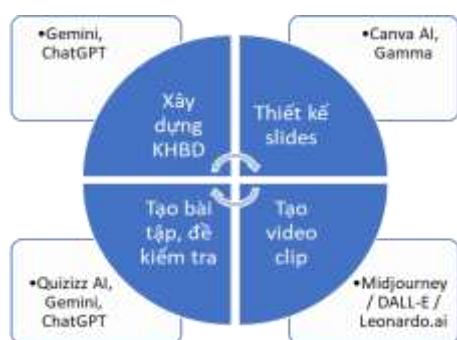 •Gemini,
ChatGPT
•Canva AI,
Gamma
Xây
dựng
KHBD
Thiết kế
slides
Tạo bài
tập, đề
kiểm tra
Tạo
video
clip
•Quizizz AI,
Gemini,
ChatGPT
•Midjourney
/ DALL-E /
Leonardo.ai